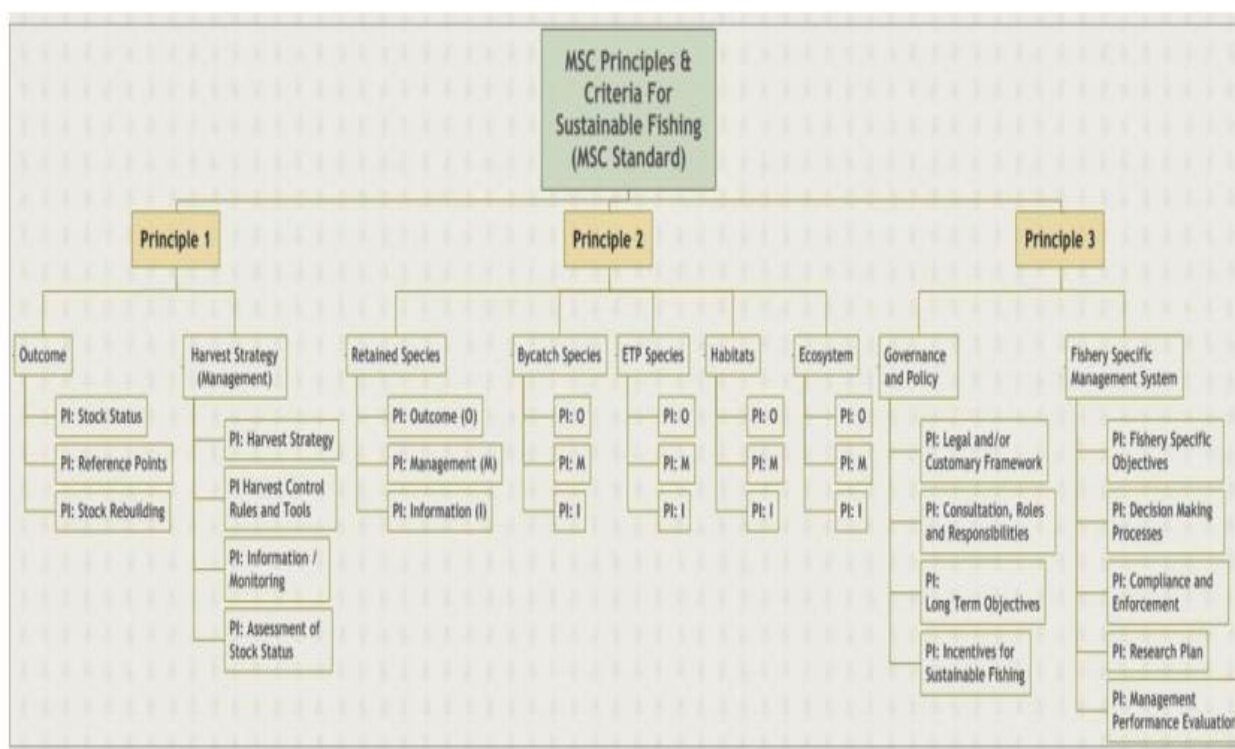 MSC Principles &
Criteria For
Sustainable Fishing
(MSC Standard)
Principle 1
Principle 2
Principle 3
Outcome
PI: Stock Status
PI: Reference Points
PI: Stock Rebuilding
Harvest Strategy
(Management)
PI: Harvest Strategy
PI Harvest Control
Rules and Tools
PI: Information /
Monitoring
PI: Assessment of
Stock Status
Retained Species
PI: Outcome (O)
PI: Management (M)
PI: Information (I)
Bycatch Species
PI: O
PI: M
PI: I
ETP Species
PI: O
PI: M
PI: I
Habitats
PI: O
PI: M
PI: I
Ecosystem
PI: O
PI: M
PI: I
Governance
and Policy
PI: Legal and/or
Customary Framework
PI: Consultation, Roles
and Responsibilities
PI:
Long Term Objectives
PI: Incentives for
Sustainable Fishing
Fishery Specific
Management System
PI: Fishery Specific
Objectives
PI: Decision Making
Processes
PI: Compliance and
Enforcement
PI: Research Plan
PI: Management
Performance Evaluation